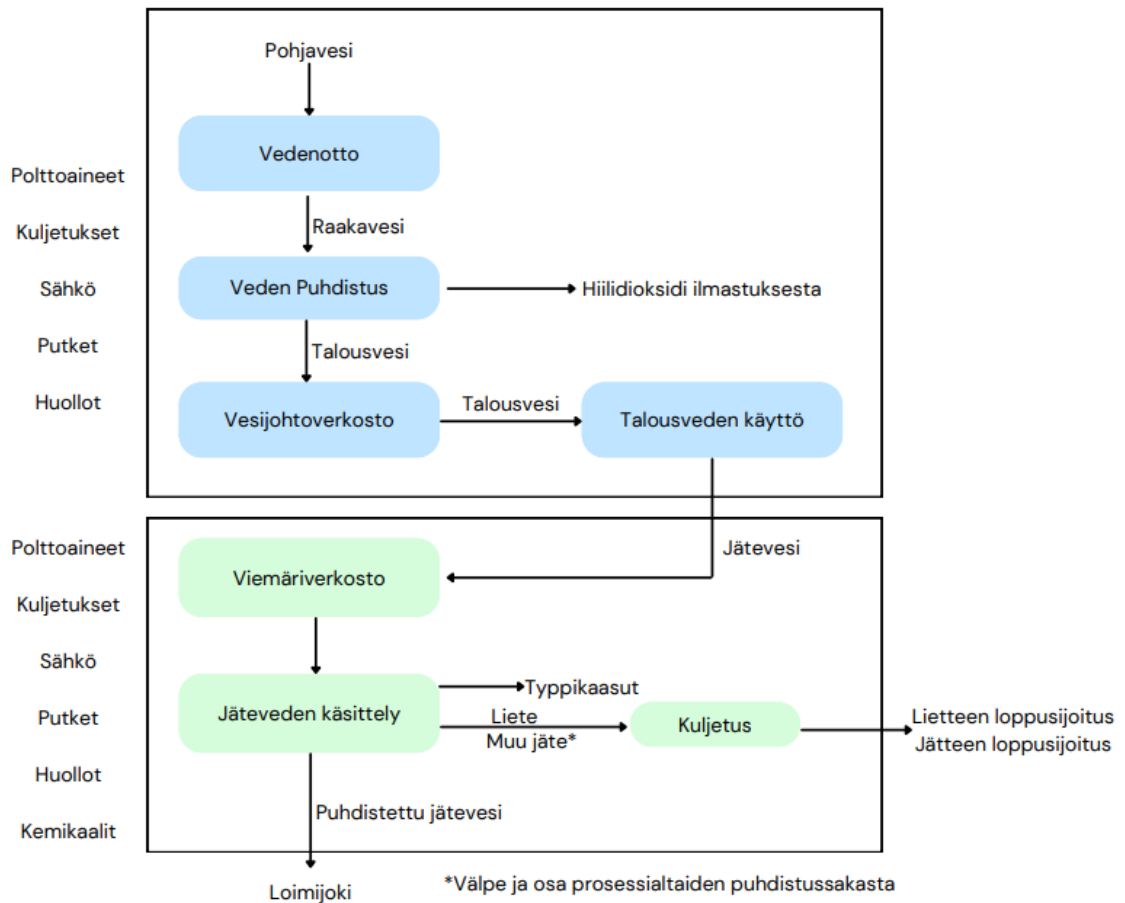 Pohjavesi
Vedenotto
Polttoaineet
Raakavesi
Kuljetukset
Veden Puhdistus
Hiilidioksidi ilmastuksesta
Sähkö
Putket
Talousvesi
Huollot
Vesijohtoverkosto
Talousvesi
Talousveden käyttö
Polttoaineet
Jätevesi
Viemäriverkosto
Kuljetukset
Sähkö
Typpikaasut
Putket
Jäteveden käsittely
Liete
Muu jäte*
Kuljetus
Lietteen loppusijoitus
Jätteen loppusijoitus
Huollot
Puhdistettu jätevesi
Kemikaalit
Loimijoki
*Välpe ja osa prosessialtaiden puhdistussakasta